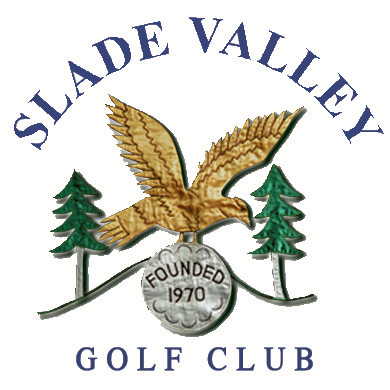 SLADE VALLEY
FOUNDED
1970
GOLF CLUB